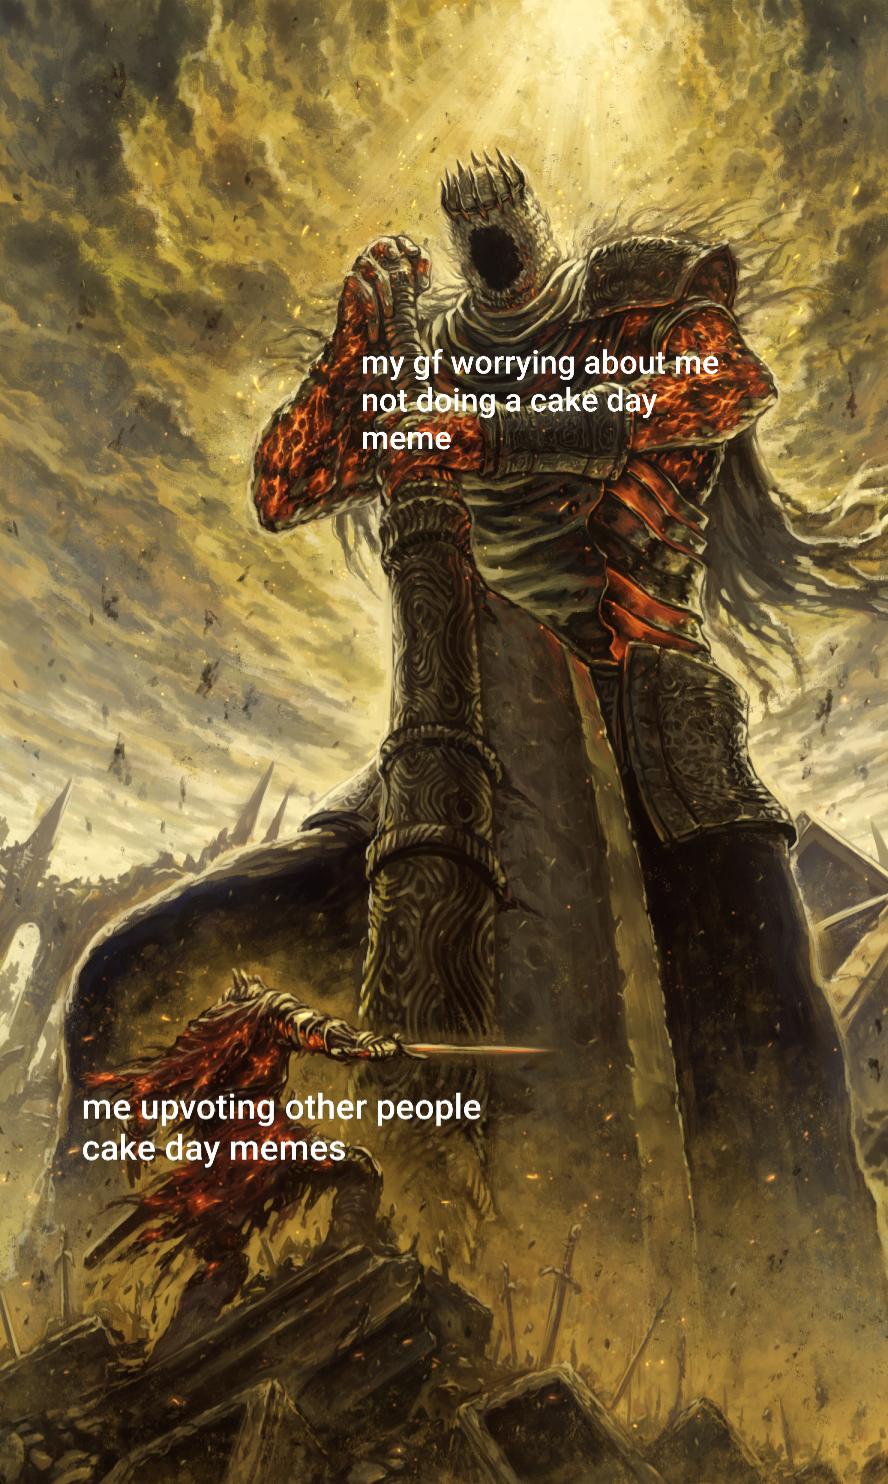 my gf worrying about me
not doing a cake day
meme
me upvoting other people
cake day memes